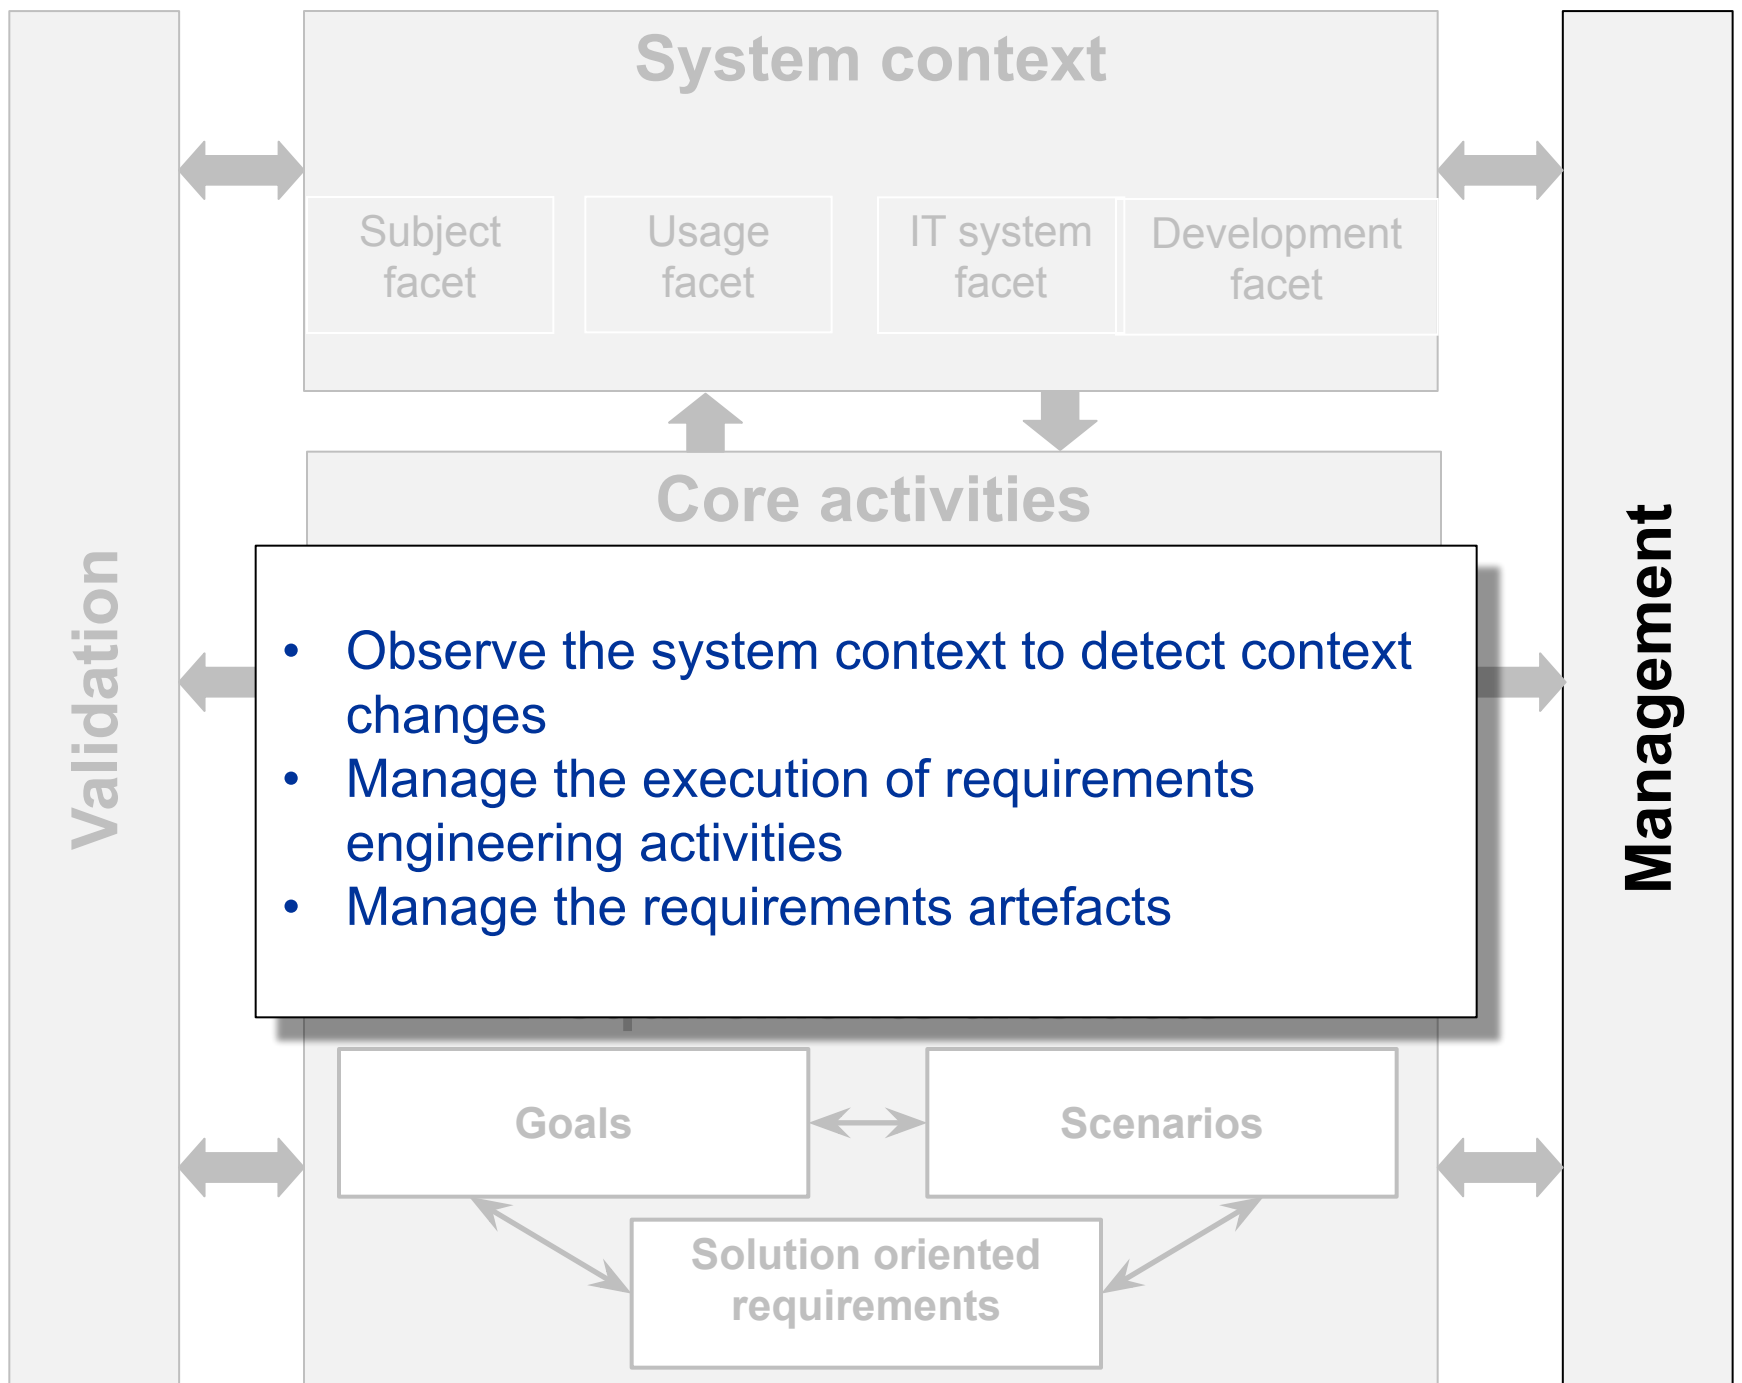 System context
Subject
facet
Usage
facet
IT system
facet
Development
facet
Core activities
Validation
Management
• Observe the system context to detect context
changes
• Manage the execution of requirements
engineering activities
• Manage the requirements artefacts
Goals
Scenarios
Solution oriented
requirements